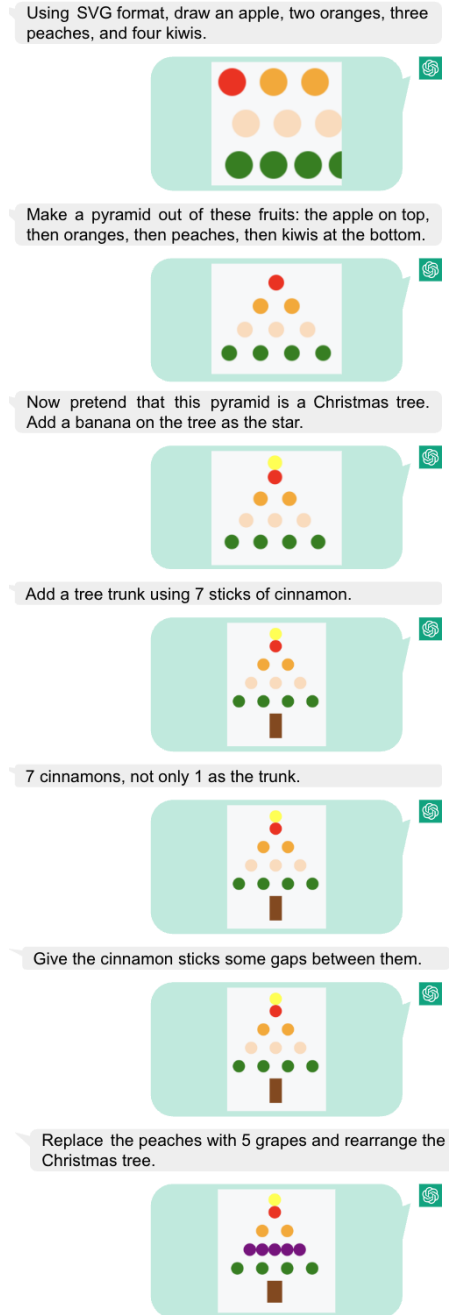 Using SVG format, draw an apple, two oranges, three
peaches, and four kiwis.
Make a pyramid out of these fruits: the apple on top,
then oranges, then peaches, then kiwis at the bottom.
Now pretend that this pyramid is a Christmas tree.
Add a banana on the tree as the star.
Add a tree trunk using 7 sticks of cinnamon.
7 cinnamons, not only 1 as the trunk.
Give the cinnamon sticks some gaps between them.
Replace the peaches with 5 grapes and rearrange the
Christmas tree.